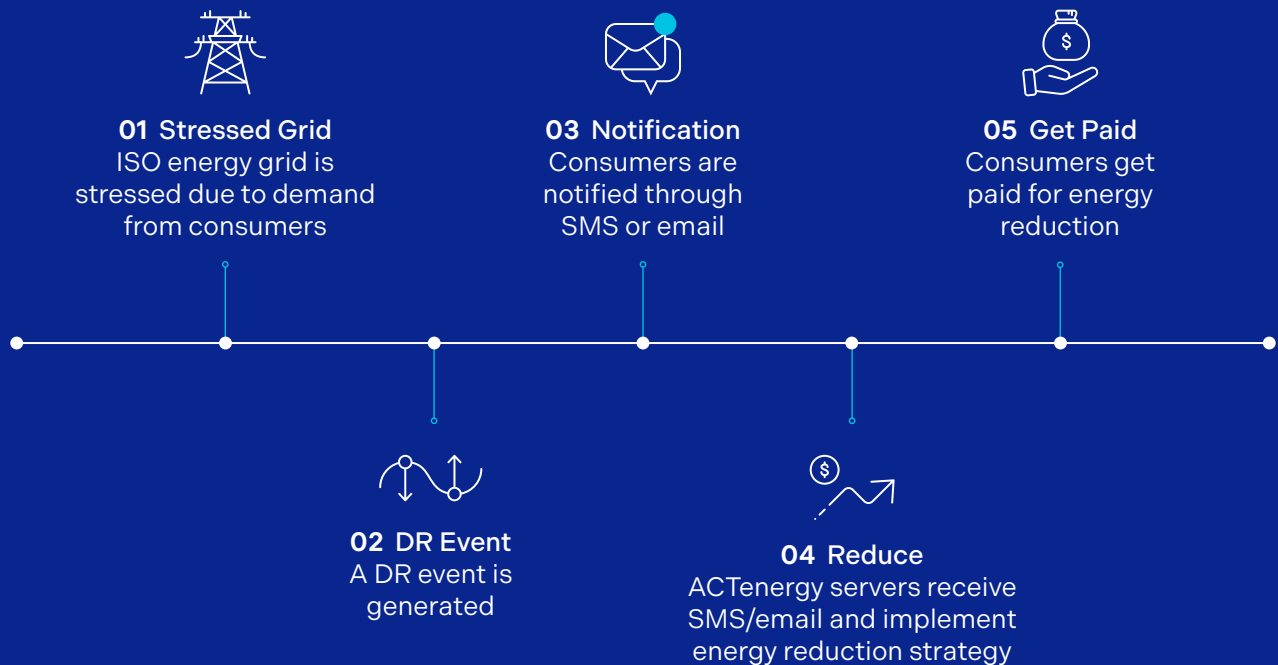 01 Stressed Grid
ISO energy grid is
stressed due to demand
from consumers
02 DR Event
A DR event is
generated
03 Notification
Consumers are
notified through
SMS or email
04 Reduce
ACTenergy servers receive
SMS/email and implement
energy reduction strategy
$
05 Get Paid
Consumers get
paid for energy
reduction
$